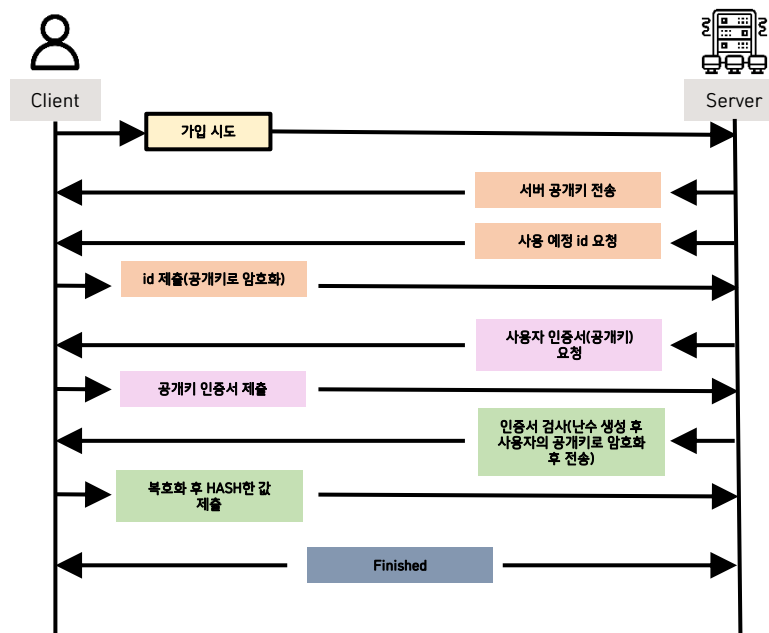 Client
Server
가입 시도
서버 공개키 전송
사용 예정 id 요청
id 제출(공개키로 암호화)
사용자 인증서(공개키)
요청
공개키 인증서 제출
인증서 검사(난수 생성 후
사용자의 공개키로 암호화
후 전송)
복호화 후 HASH한 값
제출
Finished